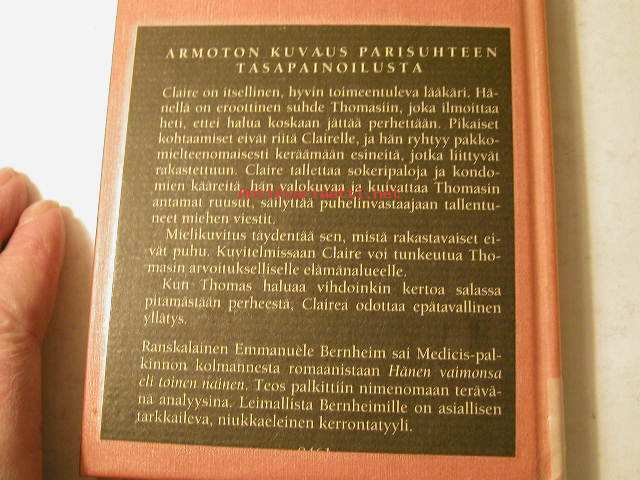 ARMOTON KUVAUS PARISUHTEEN
TASAPAINOILUSTA
Claire on itsellinen, hyvin toimeentuleva lääkäri. Hä-
nellä on eroottinen suhde Thomasiin, joka ilmoittaa
heti, ettei halua koskaan jättää perhettään. Pikaiset
kohtaamiset eivät riitä Clairelle, ja hän ryhtyy pakko-
mielteenomaisesti keräämään esineitä, jotka liittyvät
rakastettuun. Claire tallettaa sokeripaloja ja kondo-
mien kääreitä, hän valokuvaa ja kuivattaa Thomasin
antamat ruusut, säilyttää puhelinvastaajaan tallentu-
neet miehen viestit.
Mielikuvitus täydentää sen, mistä rakastavaiset ei-
vät puhu. Kuvitelmissaan Claire voi tunkeutua Tho-
masin arvoitukselliselle elämänalueelle.
Kun Thomas haluaa vihdoinkin kertoa salassa
pitämästään perheestä, Clairea odottaa epätavallinen
yllätys.
Ranskalainen Emmanuèle Bernheim sai Medicis-pal-
kinnon kolmannesta romaanistaan Hänen vaimonsa
eli toinen nainen. Teos palkittiin nimenomaan terävä-
nä analyysinä. Leimallista Bernheimille on asiallisen
tarkkaileva, niukkaeleinen kerrontatyyli.